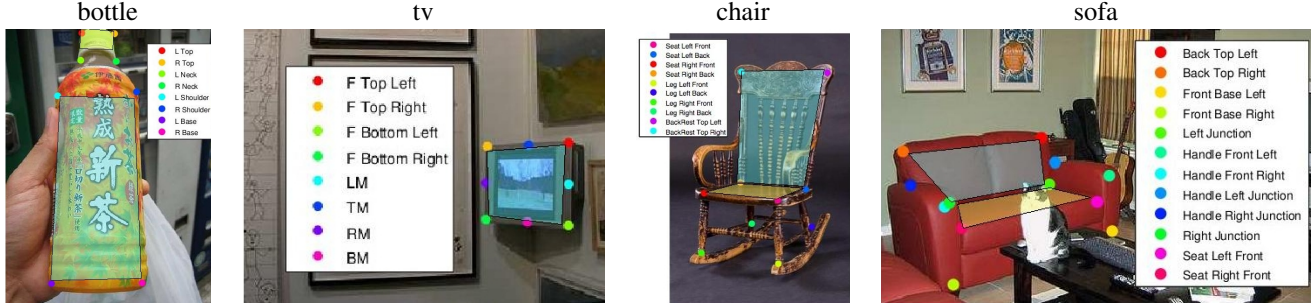 bottle
L Top
R Top
L Neck
R Neck
L Shoulder
R Shoulder
L Base
R Base
熟成
新茶
tv
F Top Left
F Top Right
F Bottom Left
F Bottom Right
LM
TM
RM
BM
chair
Seat Left Front
Seat Left Back
Seat Right Front
Seat Right Back
Leg Left Front
Leg Left Back
Leg Right Front
Leg Right Back
BackRest Top Left
BackRest Top Right
sofa
Back Top Left
Back Top Right
Front Base Left
Front Base Right
Left Junction
Handle Front Left
Handle Front Right
Handle Left Junction
Handle Right Junction
Right Junction
Seat Left Front
Seat Right Front